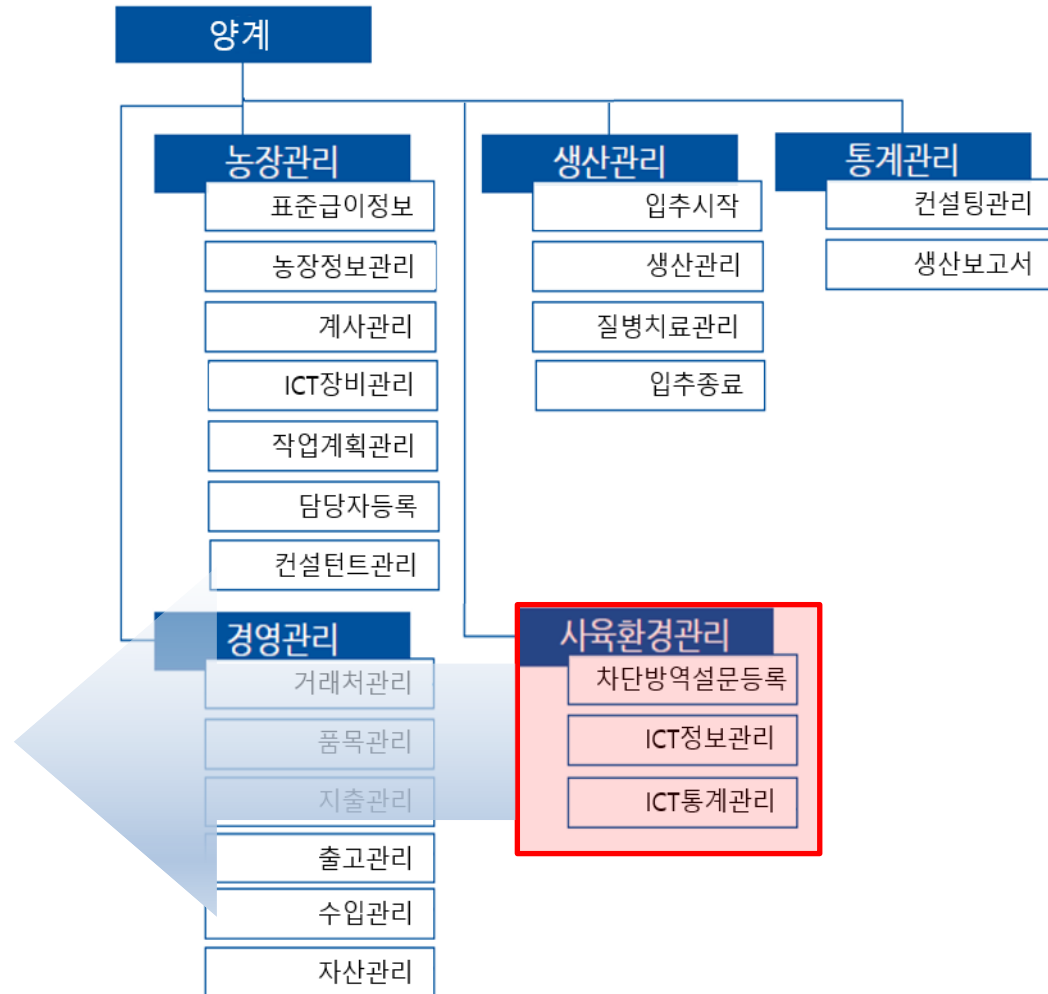 양계
농장관리
표준급이정보
농장정보관리
계사관리
ICT장비관리
작업계획관리
담당자등록
컨설턴트관리
생산관리
입추시작
생산관리
질병치료관리
입추종료
통계관리
컨설팅관리
생산보고서
경영관리
거래처관리
품목관리
지출관리
출고관리
수입관리
자산관리
사육환경관리
차단방역설문등록
ICT정보관리
ICT통계관리